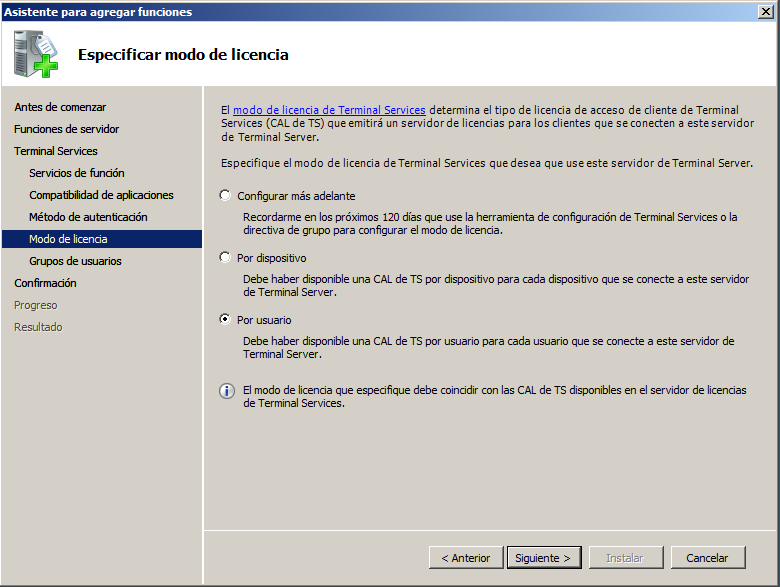 Asistente para agregar funciones
Especificar modo de licencia
Antes de comenzar
Funciones de servidor
Terminal Services
Servicios de función
Compatibilidad de aplicaciones
Método de autenticación
Modo de licencia
Grupos de usuarios
Confirmación
Progreso
Resultado
El modo de licencia de Terminal Services determina el tipo de licencia de acceso de cliente de Terminal
Services (CAL de TS) que emitirá un servidor de licencias para los clientes que se conecten a este servidor
de Terminal Server.
Especifique el modo de licencia de Terminal Services que desea que use este servidor de Terminal Server.
Configurar más adelante
Recordarme en los próximos 120 días que use la herramienta de configuración de Terminal Services o la
directiva de grupo para configurar el modo de licencia.
Por dispositivo
Debe haber disponible una CAL de TS por dispositivo para cada dispositivo que se conecte a este servidor
de Terminal Server.
Por usuario
Debe haber disponible una CAL de TS por usuario para cada usuario que se conecte a este servidor de
Terminal Server.
El modo de licencia que especifique debe coincidir con las CAL de TS disponibles en el servidor de licencias
de Terminal Services.
< Anterior
Siguiente >
Instalar
Cancelar